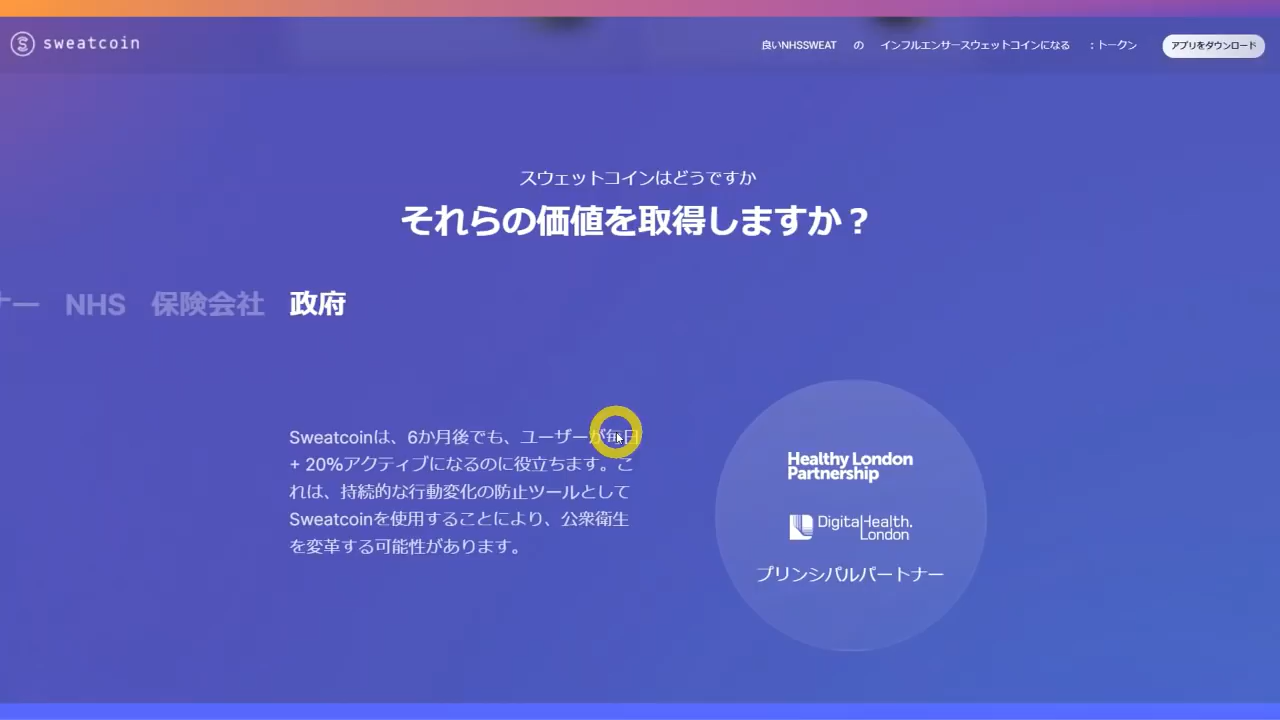 sweatcoin
良いNHSSWEAT の インフルエンサースウェットコインになる : トークン アプリをダウンロード
スウェットコインはどうですか
それらの価値を取得しますか？
ナー NHS 保険会社 政府
Sweatcoinは、6か月後でも、ユーザーが毎日
+ 20%アクティブになるのに役立ちます。こ
れは、持続的な行動変化の防止ツールとして
Sweatcoinを使用することにより、公衆衛生
を変革する可能性があります。
Healthy London
Partnership
DigitalHealth.
London
プリンシパルパートナー